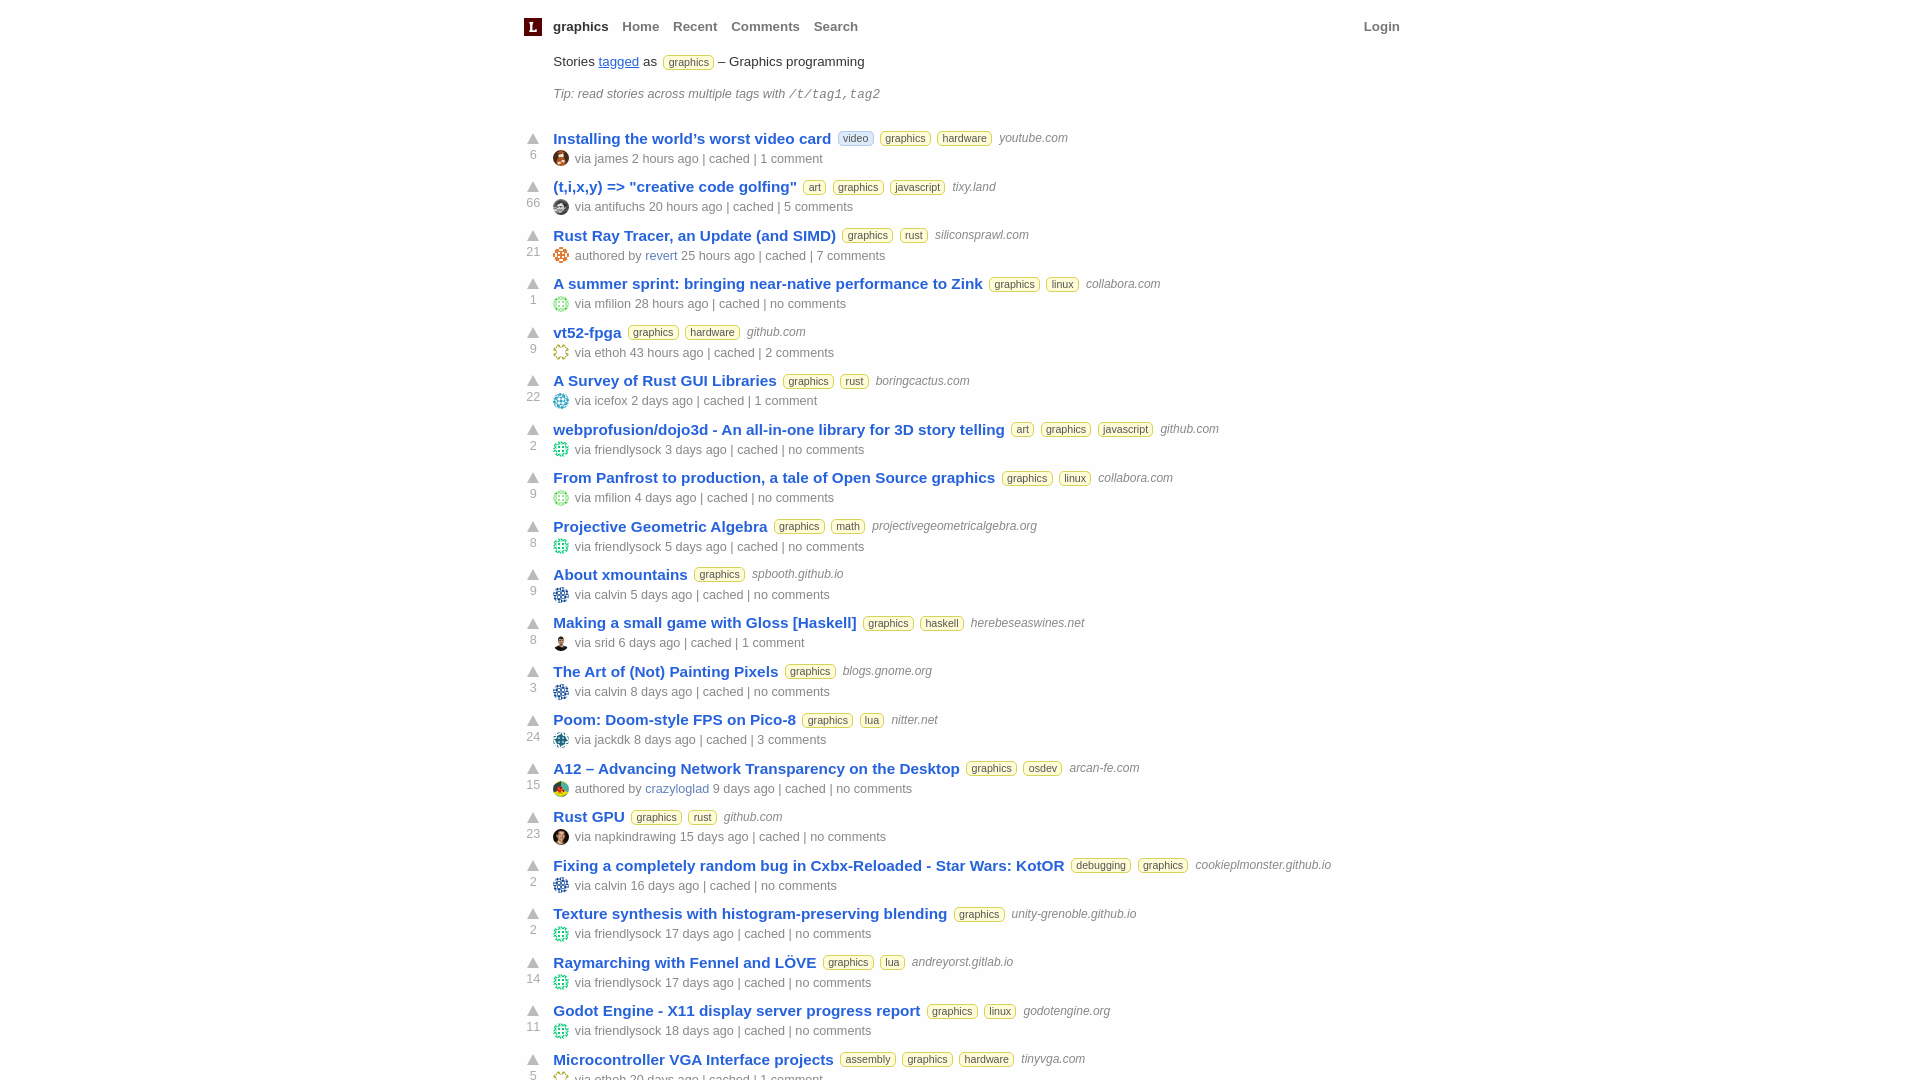 L graphics Home Recent Comments Search Login
Stories tagged as graphics – Graphics programming
Tip: read stories across multiple tags with /t/tag1,tag2
Installing the world’s worst video card video graphics hardware youtube.com
6 via james 2 hours ago | cached | 1 comment
(t,i,x,y) => "creative code golfing" art graphics javascript tixy.land
66 via antifuchs 20 hours ago | cached | 5 comments
Rust Ray Tracer, an Update (and SIMD) graphics rust siliconsprawl.com
21 authored by revert 25 hours ago | cached | 7 comments
A summer sprint: bringing near-native performance to Zink graphics linux collabora.com
1 via mfilion 28 hours ago | cached | no comments
vt52-fpga graphics hardware github.com
9 via ethoh 43 hours ago | cached | 2 comments
A Survey of Rust GUI Libraries graphics rust boringcactus.com
22 via icefox 2 days ago | cached | 1 comment
webprofusion/dojo3d - An all-in-one library for 3D story telling art graphics javascript github.com
2 via friendlysock 3 days ago | cached | no comments
From Panfrost to production, a tale of Open Source graphics graphics linux collabora.com
9 via mfilion 4 days ago | cached | no comments
Projective Geometric Algebra graphics math projectivegeometricalgebra.org
8 via friendlysock 5 days ago | cached | no comments
About xmountains graphics spbooth.github.io
9 via calvin 5 days ago | cached | no comments
Making a small game with Gloss [Haskell] graphics haskell herebeseaswines.net
8 via srid 6 days ago | cached | 1 comment
The Art of (Not) Painting Pixels graphics blogs.gnome.org
3 via calvin 8 days ago | cached | no comments
Poom: Doom-style FPS on Pico-8 graphics lua nitter.net
24 via jackdk 8 days ago | cached | 3 comments
A12 – Advancing Network Transparency on the Desktop graphics osdev arcan-fe.com
15 authored by crazyloglad 9 days ago | cached | no comments
Rust GPU graphics rust github.com
23 via napkindrawing 15 days ago | cached | no comments
Fixing a completely random bug in Cxbx-Reloaded - Star Wars: KotOR debugging graphics cookieplmonster.github.io
2 via calvin 16 days ago | cached | no comments
Texture synthesis with histogram-preserving blending graphics unity-grenoble.github.io
2 via friendlysock 17 days ago | cached | no comments
Raymarching with Fennel and LÖVE graphics lua andreyorst.gitlab.io
14 via friendlysock 17 days ago | cached | no comments
Godot Engine - X11 display server progress report graphics linux godotengine.org
11 via friendlysock 18 days ago | cached | no comments
Microcontroller VGA Interface projects assembly graphics hardware tinyvga.com
5 via ethoh 20 days ago | cached | 1 comment